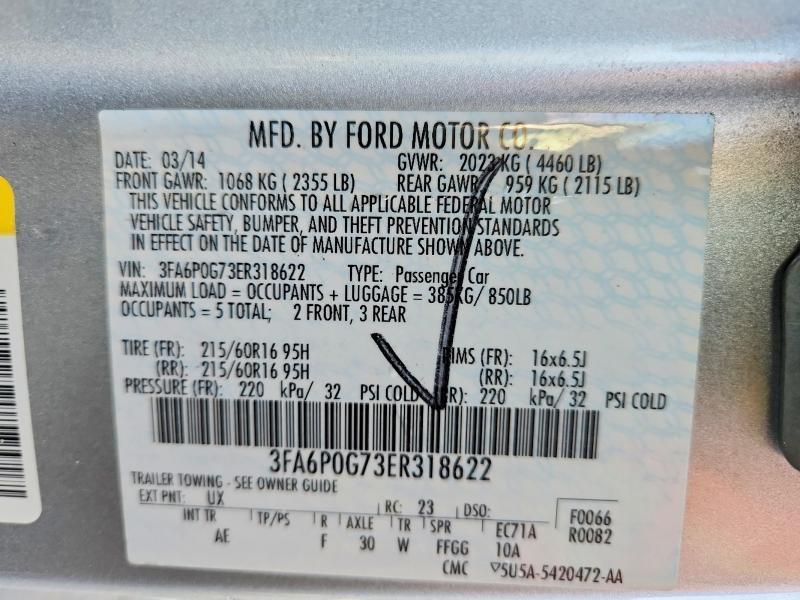 MFD. BY FORD MOTOR CO.
DATE: 03/14 GVWR: 2023 KG ( 4460 LB)
FRONT GAWR: 1068 KG ( 2355 LB) REAR GAWR: 959 KG ( 2115 LB)
THIS VEHICLE CONFORMS TO ALL APPLICABLE FEDERAL MOTOR
VEHICLE SAFETY, BUMPER, AND THEFT PREVENTION STANDARDS
IN EFFECT ON THE DATE OF MANUFACTURE SHOWN ABOVE.
VIN: 3FA6P0G73ER318622 TYPE: Passenger Car
MAXIMUM LOAD = OCCUPANTS + LUGGAGE = 385KG/ 850LB
OCCUPANTS = 5 TOTAL; 2 FRONT, 3 REAR
TIRE (FR): 215/60R16 95H RIMS (FR): 16x6.5J
(RR): 215/60R16 95H (RR): 16x6.5J
PRESSURE (FR): 220 kPa/ 32 PSI COLD (RR): 220 kPa/ 32 PSI COLD
3FA6P0G73ER318622
TRAILER TOWING - SEE OWNER GUIDE
EXT PNT: UX RC: 23 DSO: F0066
INT TR TP/PS R AXLE TR SPR EC71A R0082
AE F 30 W FFGG 10A
CMC ▽5U5A-5420472-AA